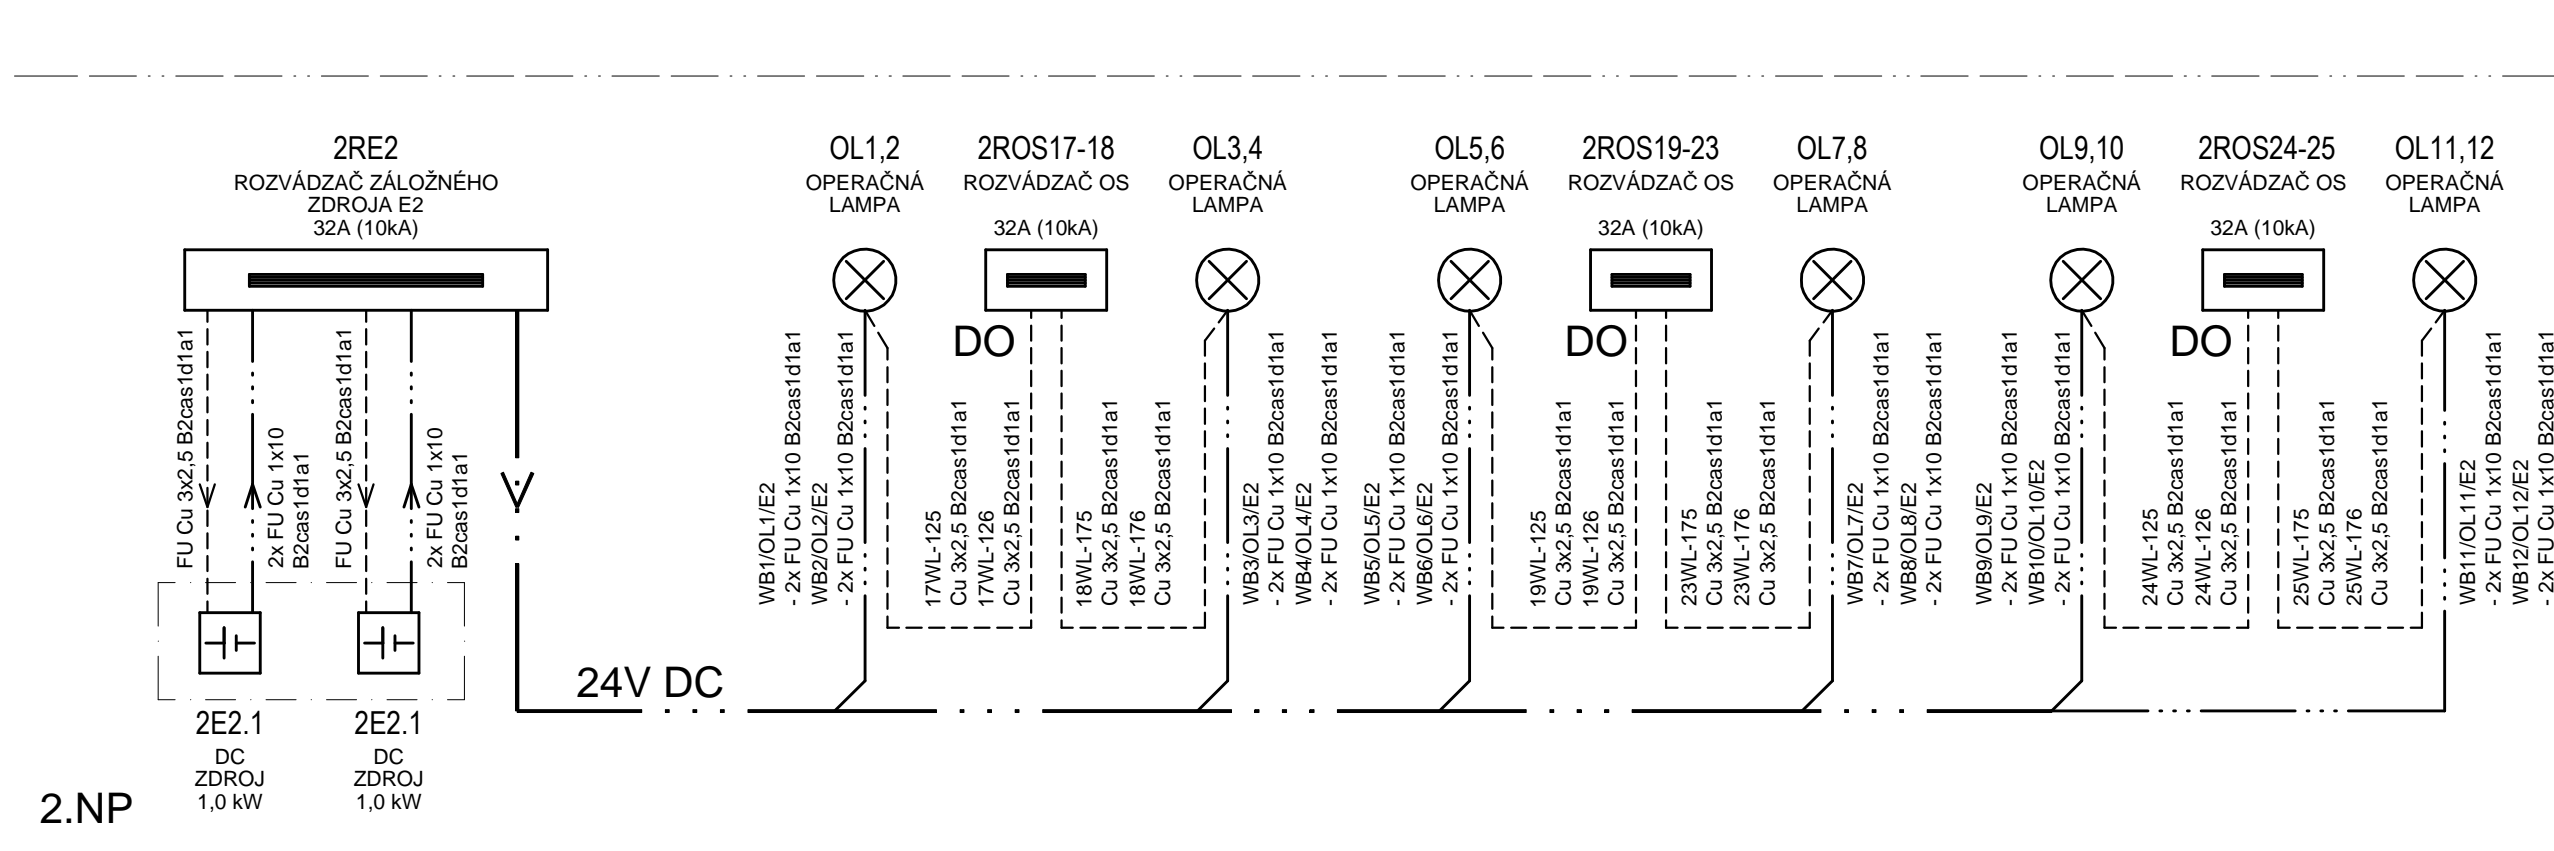 2RE2
ROZVÁDZAČ ZÁLOŽNÉHO
ZDROJA E2
32A (10kA)
OL1,2
OPERAČNÁ
LAMPA
2ROS17-18
ROZVÁDZAČ OS
32A (10kA)
OL3,4
OPERAČNÁ
LAMPA
OL5,6
OPERAČNÁ
LAMPA
2ROS19-23
ROZVÁDZAČ OS
32A (10kA)
OL7,8
OPERAČNÁ
LAMPA
OL9,10
OPERAČNÁ
LAMPA
2ROS24-25
ROZVÁDZAČ OS
32A (10kA)
OL11,12
OPERAČNÁ
LAMPA
DO
DO
DO
FU Cu 3x2,5 B2cas1d1a1
2x FU Cu 1x10
B2cas1d1a1
FU Cu 3x2,5 B2cas1d1a1
2x FU Cu 1x10
B2cas1d1a1
WB1/OL1/E2
- 2x FU Cu 1x10 B2cas1d1a1
WB2/OL2/E2
- 2x FU Cu 1x10 B2cas1d1a1
17WL-125
Cu 3x2,5 B2cas1d1a1
17WL-126
Cu 3x2,5 B2cas1d1a1
18WL-175
Cu 3x2,5 B2cas1d1a1
18WL-176
Cu 3x2,5 B2cas1d1a1
WB3/OL3/E2
- 2x FU Cu 1x10 B2cas1d1a1
WB4/OL4/E2
- 2x FU Cu 1x10 B2cas1d1a1
WB5/OL5/E2
- 2x FU Cu 1x10 B2cas1d1a1
WB6/OL6/E2
- 2x FU Cu 1x10 B2cas1d1a1
19WL-125
Cu 3x2,5 B2cas1d1a1
19WL-126
Cu 3x2,5 B2cas1d1a1
23WL-175
Cu 3x2,5 B2cas1d1a1
23WL-176
Cu 3x2,5 B2cas1d1a1
WB7/OL7/E2
- 2x FU Cu 1x10 B2cas1d1a1
WB8/OL8/E2
- 2x FU Cu 1x10 B2cas1d1a1
WB9/OL9/E2
- 2x FU Cu 1x10 B2cas1d1a1
WB10/OL10/E2
- 2x FU Cu 1x10 B2cas1d1a1
24WL-125
Cu 3x2,5 B2cas1d1a1
24WL-126
Cu 3x2,5 B2cas1d1a1
25WL-175
Cu 3x2,5 B2cas1d1a1
25WL-176
Cu 3x2,5 B2cas1d1a1
WB11/OL11/E2
- 2x FU Cu 1x10 B2cas1d1a1
WB12/OL12/E2
- 2x FU Cu 1x10 B2cas1d1a1
24V DC
2E2.1
DC
ZDROJ
1,0 kW
2E2.1
DC
ZDROJ
1,0 kW
2.NP